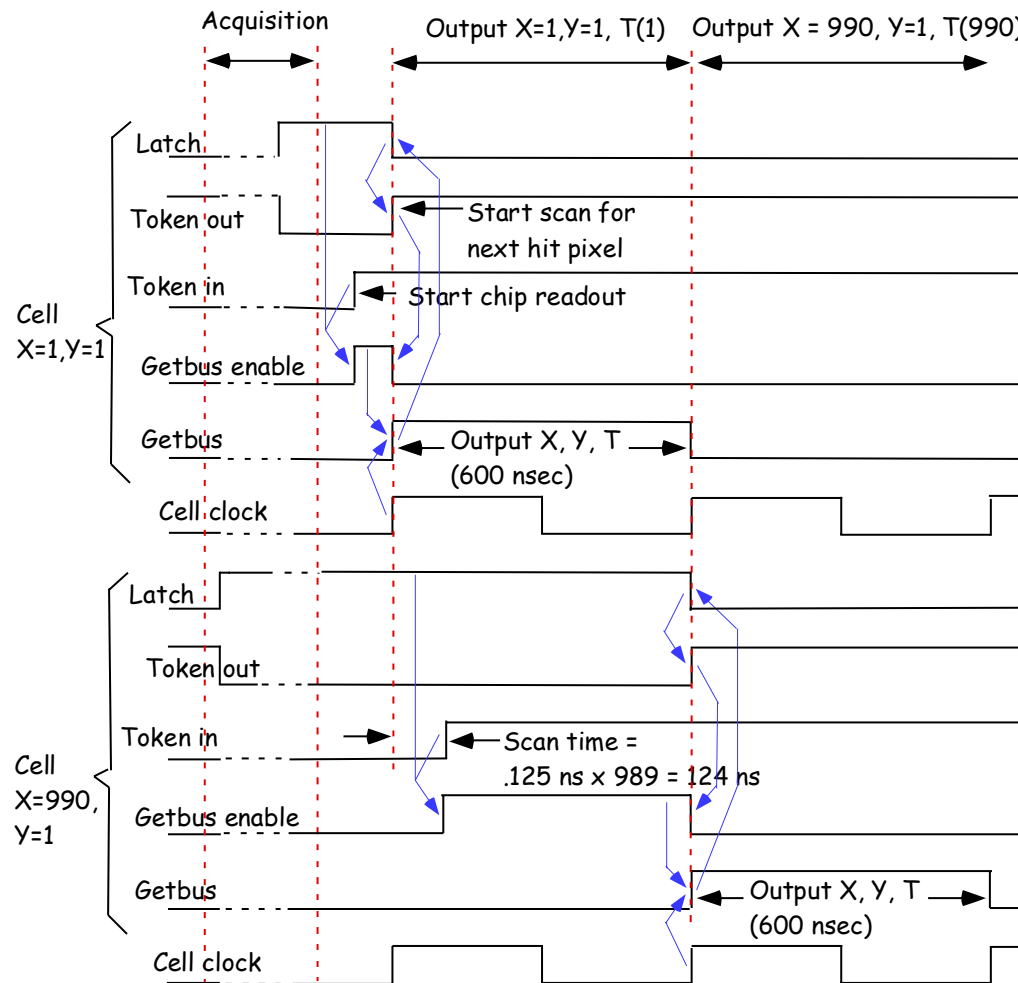 Acquisition
Output X=1,Y=1, T(1)
Output X = 990, Y=1, T(990)
Latch
Token out
Start scan for
next hit pixel
Token in
Start chip readout
Cell
X=1,Y=1
Getbus enable
Getbus
Output X, Y, T
(600 nsec)
Cell clock
Latch
Token out
Token in
Scan time =
.125 ns x 989 = 124 ns
Cell
X=990,
Y=1
Getbus enable
Getbus
Output X, Y, T
(600 nsec)
Cell clock